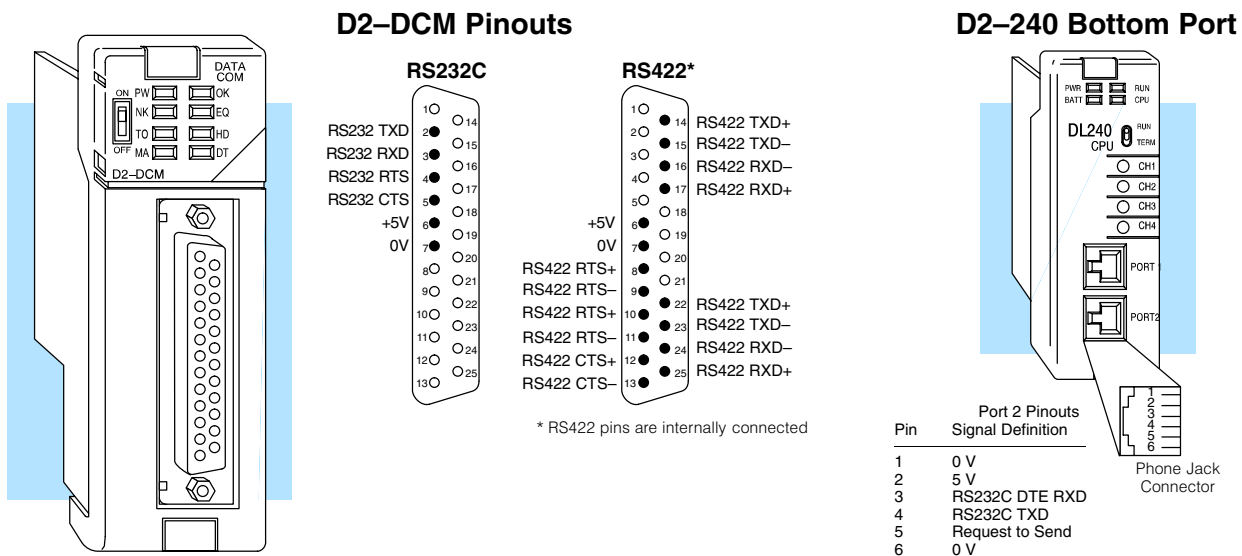 D2–DCM Pinouts
D2–240 Bottom Port
DATA
COM
ON PW OK
NK EQ
TO HD
OFF MA DT
D2–DCM
RS232C
1
14
RS232 TXD 2
15
RS232 RXD 3
16
RS232 RTS 4
17
RS232 CTS 5
18
+5V 6
19
0V 7
20
8
21
9
22
10
23
11
24
12
25
13
RS422*
1
14 RS422 TXD+
2
15 RS422 TXD–
3
16 RS422 RXD–
4
17 RS422 RXD+
5
18
+5V 6
19
0V 7
20
RS422 RTS+ 8
21
RS422 RTS– 9
22 RS422 TXD+
RS422 RTS+ 10
23 RS422 TXD–
RS422 RTS– 11
24 RS422 RXD–
RS422 CTS+ 12
25 RS422 RXD+
RS422 CTS– 13
* RS422 pins are internally connected
PWR RUN
BATT CPU
DL240 RUN
CPU TERM
CH1
CH2
CH3
CH4
PORT 1
PORT2
1
2
3
4
5
6
Phone Jack
Connector
Port 2 Pinouts
Pin Signal Definition
1 0 V
2 5 V
3 RS232C DTE RXD
4 RS232C TXD
5 Request to Send
6 0 V